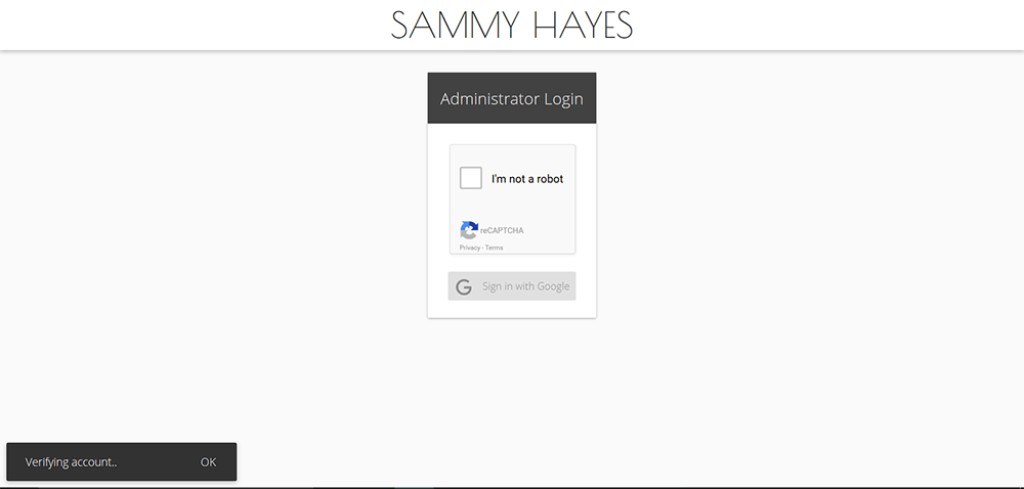 SAMMY HAYES
Administrator Login
I'm not a robot
reCAPTCHA
Privacy - Terms
G Sign in with Google
Verifying account.. OK